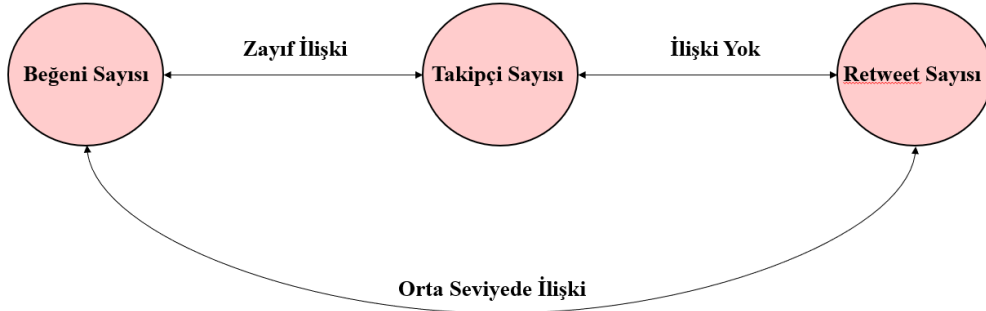 Zayıf İlişki
İlişki Yok
Beğeni Sayısı
Takipçi Sayısı
Retweet Sayısı
Orta Seviyede İlişki